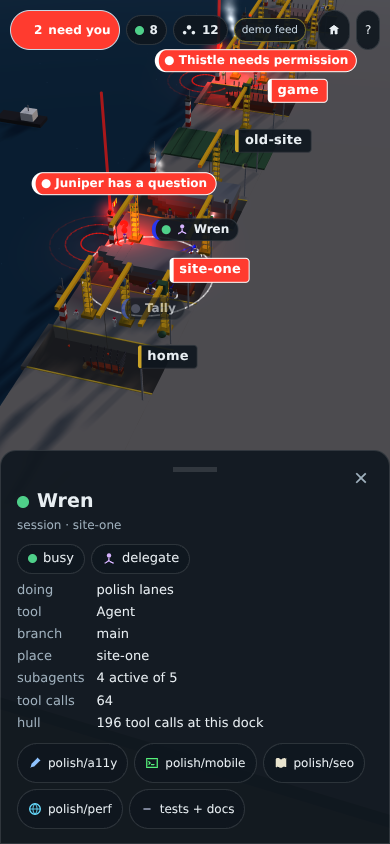 2 need you
8
12
demo feed
?
Thistle needs permission
game
old-site
Juniper has a question
Wren
site-one
Tally
home
Wren
session · site-one
busy
delegate
doing polish lanes
tool Agent
branch main
place site-one
subagents 4 active of 5
tool calls 64
hull 196 tool calls at this dock
polish/a11y
polish/mobile
polish/seo
polish/perf
tests + docs